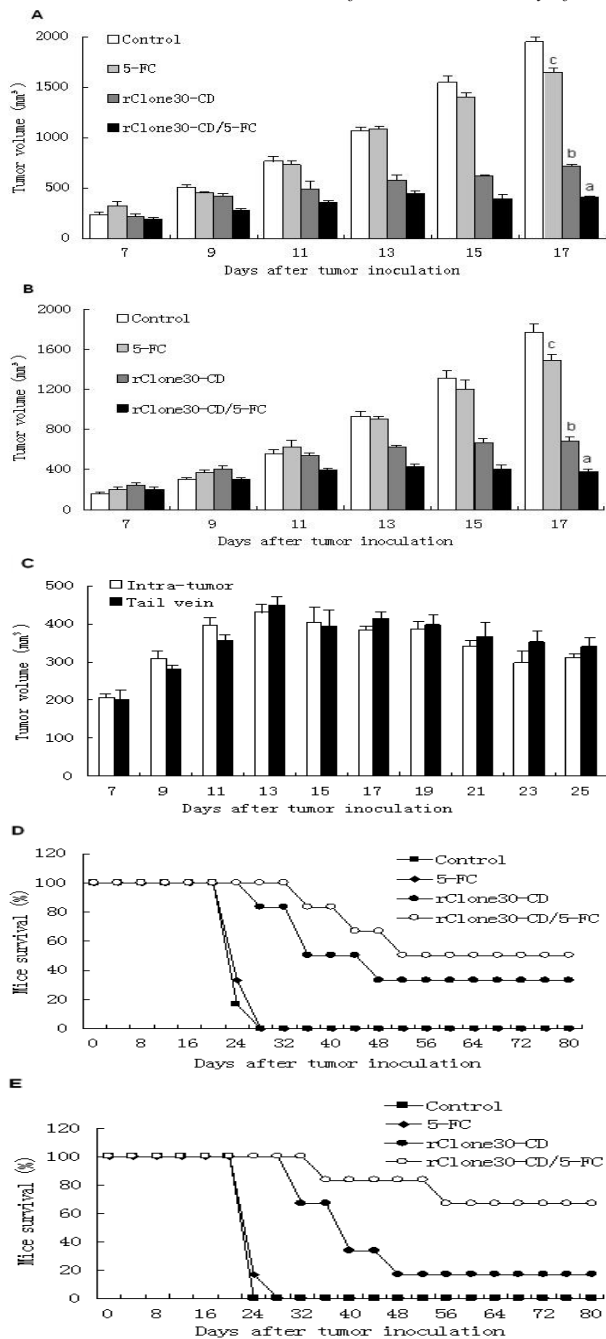 A
Control
5-FC
rClone30-CD
rClone30-CD/5-FC
Tumor volume (mm³)
2000
1500
1000
500
0
c
b
a
7 9 11 13 15 17
Days after tumor inoculation
B
Control
5-FC
rClone30-CD
rClone30-CD/5-FC
Tumor volume (mm³)
2000
1600
1200
800
400
0
c
b
a
7 9 11 13 15 17
Days after tumor inoculation
C
Intra-tumor
Tail vein
Tumor volume (mm³)
500
400
300
200
100
0
7 9 11 13 15 17 19 21 23 25
Days after tumor inoculation
D
Control
5-FC
rClone30-CD
rClone30-CD/5-FC
Mice survival (%)
120
100
80
60
40
20
0
0 8 16 24 32 40 48 56 64 72 80
Days after tumor inoculation
E
Control
5-FC
rClone30-CD
rClone30-CD/5-FC
Mice survival (%)
120
100
80
60
40
20
0
0 8 16 24 32 40 48 56 64 72 80
Days after tumor inoculation